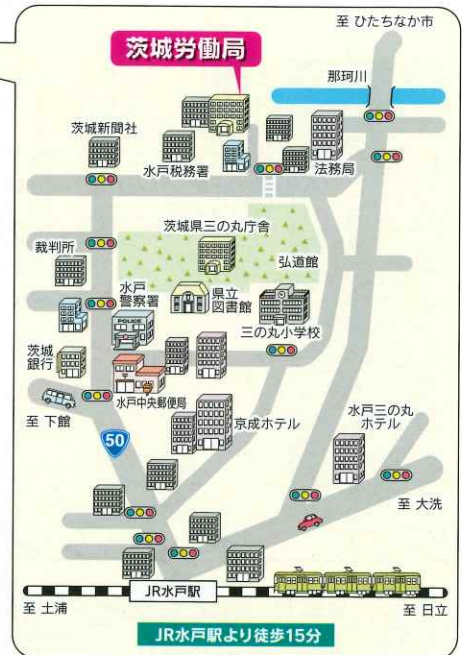 至 ひたちなか市
茨城労働局
那珂川
茨城新聞社
水戸税務署
法務局
茨城県三の丸庁舎
裁判所
弘道館
水戸
警察署
POLICE
県立
図書館
三の丸小学校
茨城
銀行
水戸中央郵便局
至 下館
50
京成ホテル
水戸三の丸
ホテル
至 大洗
JR水戸駅
至 土浦
至 日立
JR水戸駅より徒歩15分